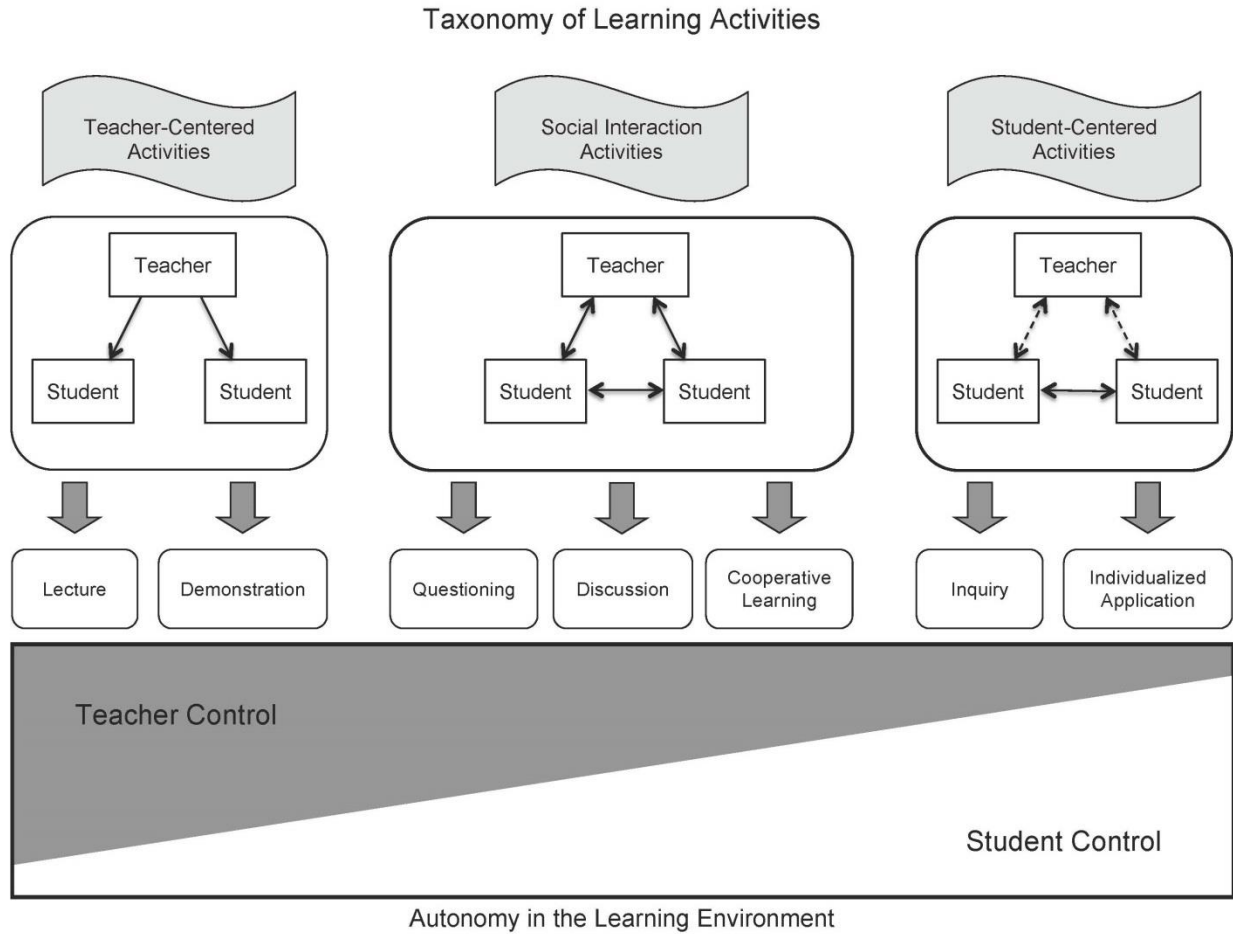 Taxonomy of Learning Activities
Teacher-Centered
Activities
Social Interaction
Activities
Student-Centered
Activities
Teacher
Student
Student
Teacher
Student
Student
Teacher
Student
Student
Lecture
Demonstration
Questioning
Discussion
Cooperative
Learning
Inquiry
Individualized
Application
Teacher Control
Student Control
Autonomy in the Learning Environment